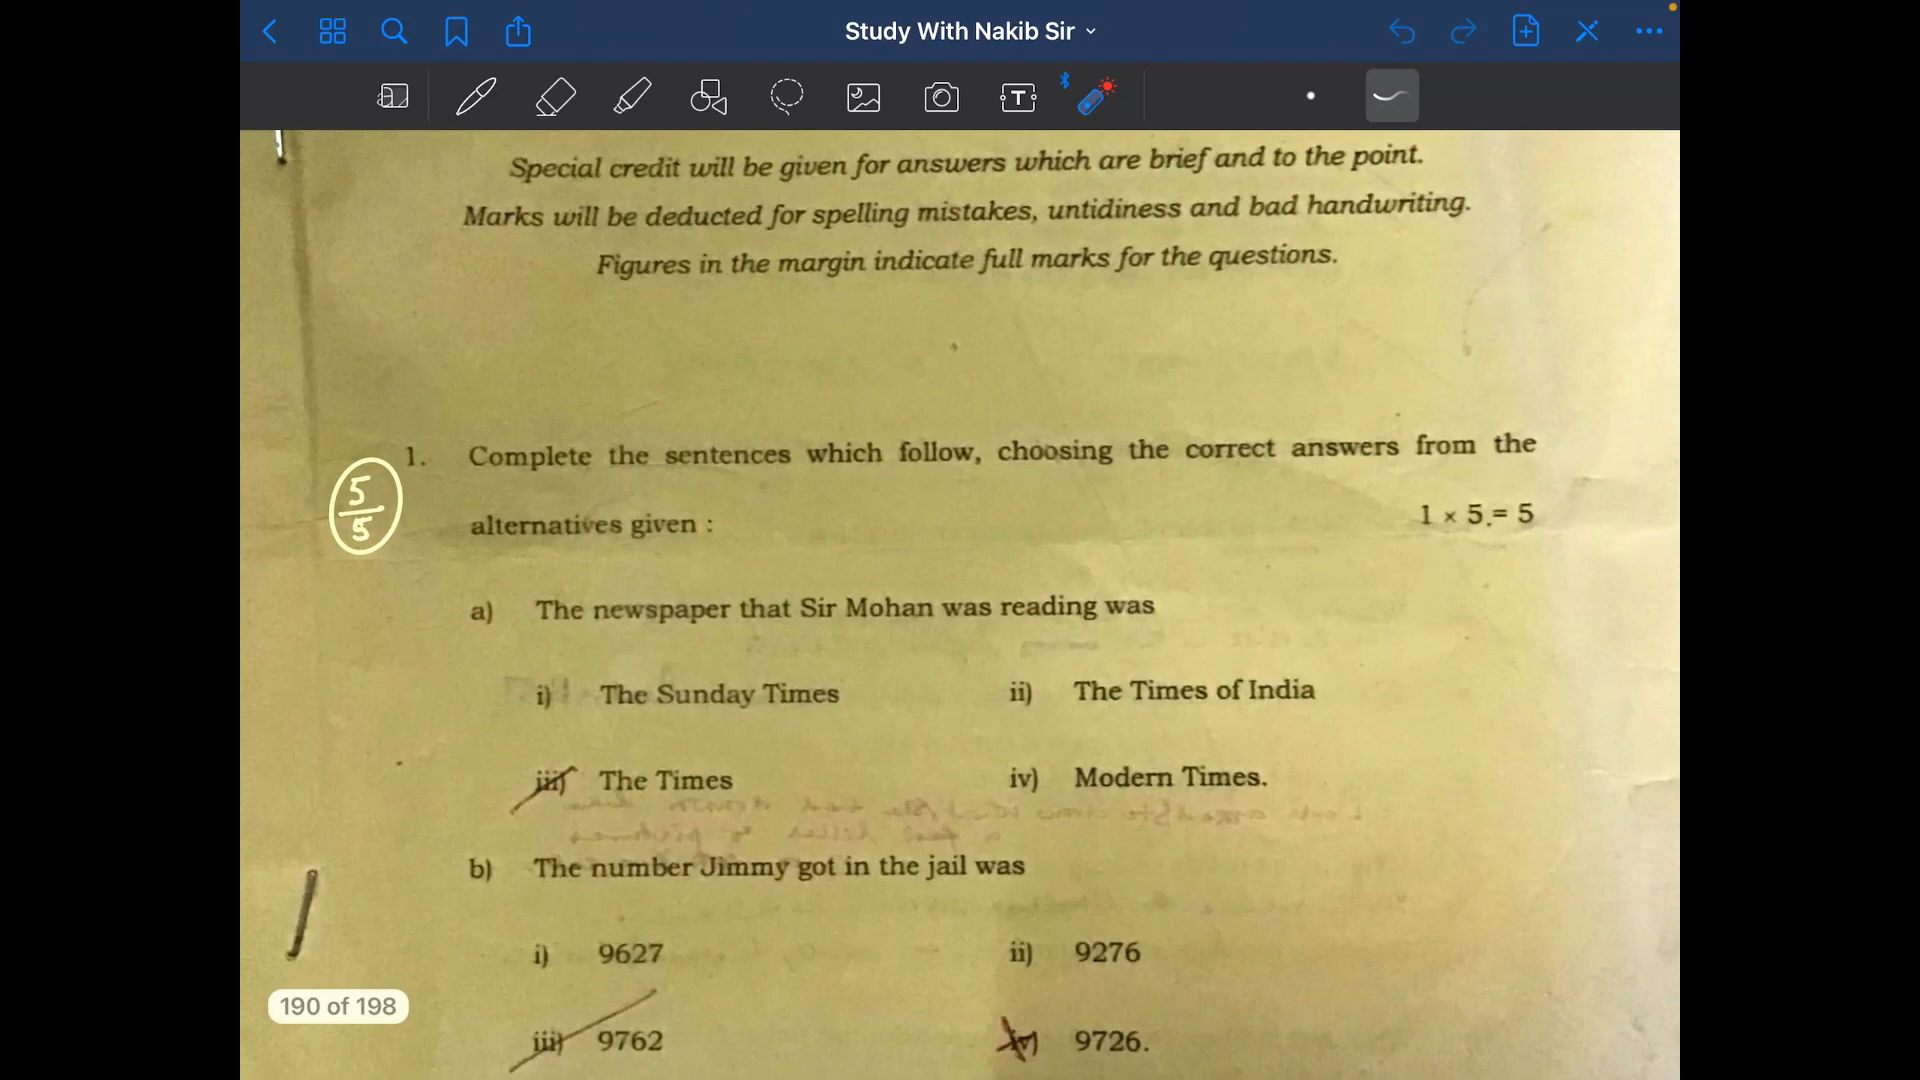 Study With Nakib Sir
Special credit will be given for answers which are brief and to the point.
Marks will be deducted for spelling mistakes, untidiness and bad handwriting.
Figures in the margin indicate full marks for the questions.
5/5
1. Complete the sentences which follow, choosing the correct answers from the
alternatives given : 1 × 5 = 5
a) The newspaper that Sir Mohan was reading was
i) The Sunday Times ii) The Times of India
iii) The Times iv) Modern Times.
b) The number Jimmy got in the jail was
i) 9627 ii) 9276
190 of 198
iii) 9762 iv) 9726.